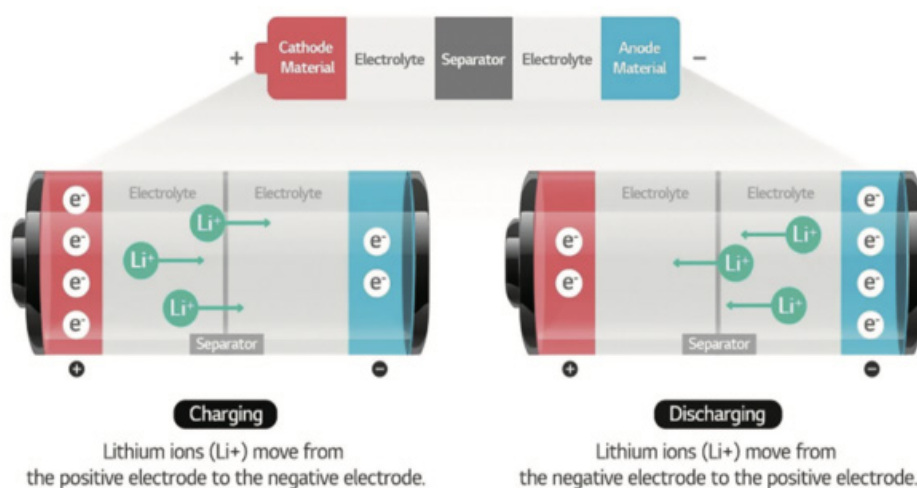 + Cathode Material Electrolyte Separator Electrolyte Anode Material −
Electrolyte Electrolyte
e-
e-
e-
e-
Li+
Li+
Li+
e-
e-
Separator
+ −
Charging
Lithium ions (Li+) move from
the positive electrode to the negative electrode.
Electrolyte Electrolyte
e-
e-
Li+
Li+
Li+
e-
e-
e-
e-
Separator
+ −
Discharging
Lithium ions (Li+) move from
the negative electrode to the positive electrode.